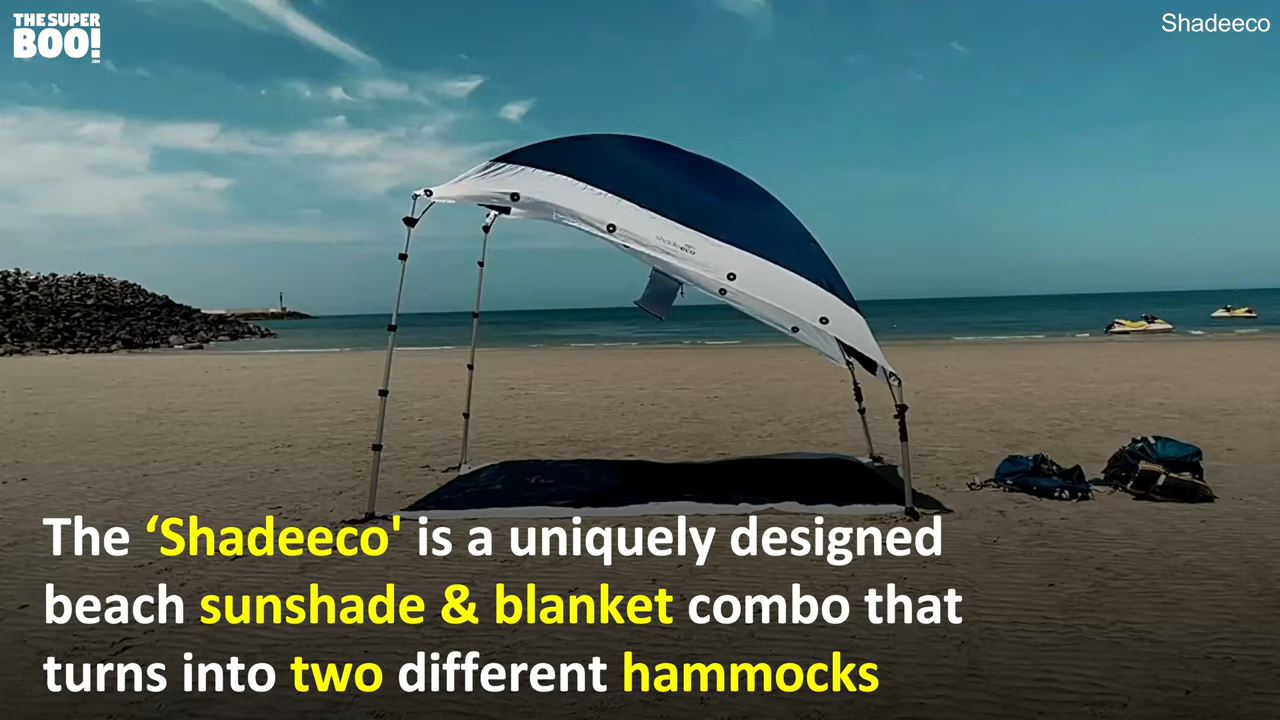 THE SUPER
BOO!
.COM
Shadeeco
shadeeco
The ‘Shadeeco' is a uniquely designed
beach sunshade & blanket combo that
turns into two different hammocks